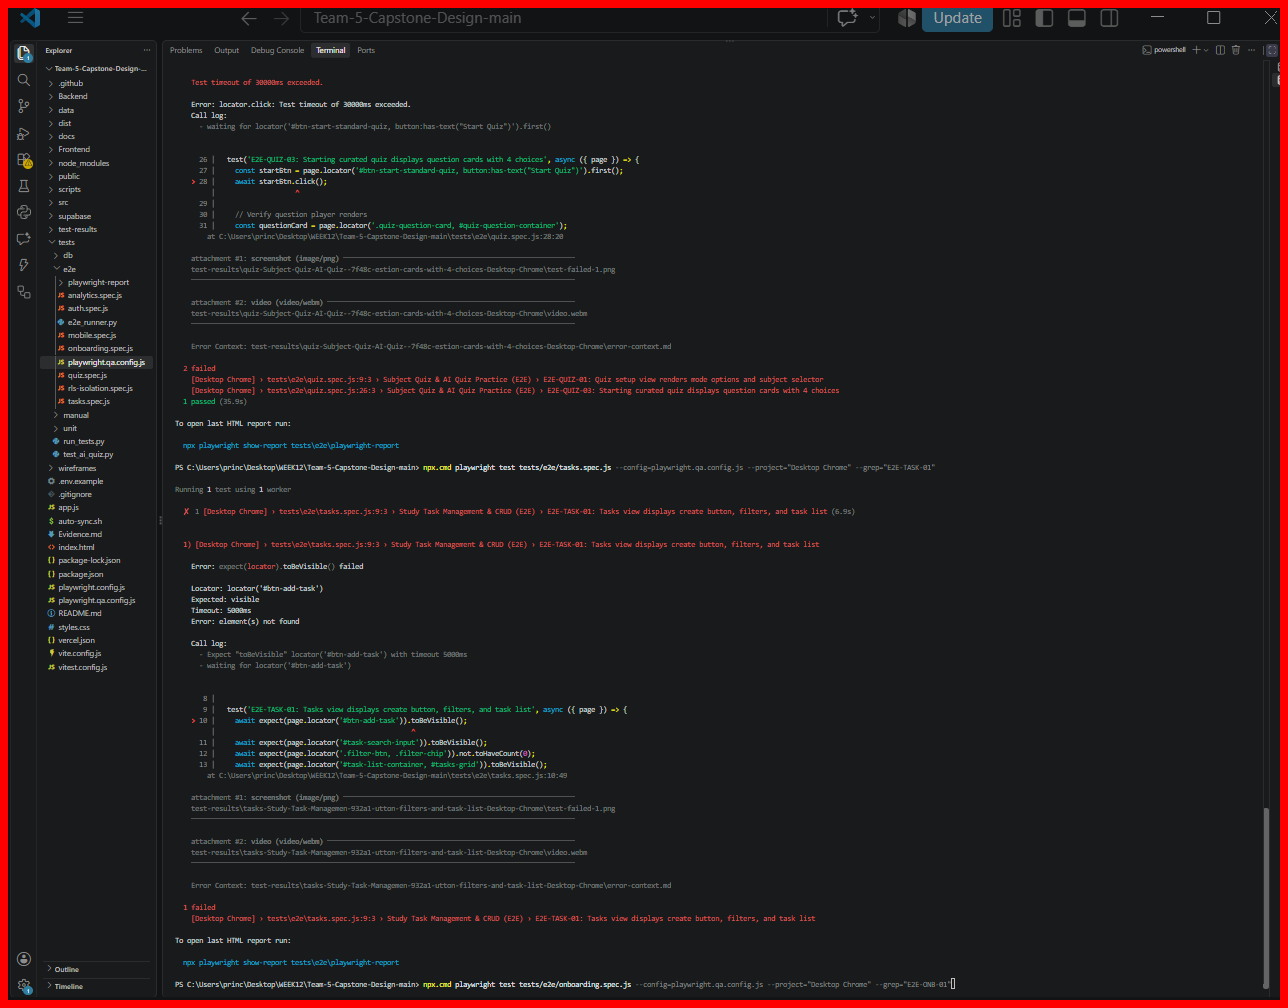 Team-5-Capstone-Design-main
Update
Explorer
Team-5-Capstone-Design-...
.github
Backend
data
dist
docs
Frontend
node_modules
public
scripts
src
supabase
test-results
tests
db
e2e
playwright-report
JS analytics.spec.js
JS auth.spec.js
e2e_runner.py
JS mobile.spec.js
JS onboarding.spec.js
JS playwright.qa.config.js
JS quiz.spec.js
JS rls-isolation.spec.js
JS tasks.spec.js
manual
unit
run_tests.py
test_ai_quiz.py
wireframes
.env.example
.gitignore
JS app.js
$ auto-sync.sh
Evidence.md
<> index.html
{} package-lock.json
{} package.json
JS playwright.config.js
JS playwright.qa.config.js
README.md
# styles.css
{} vercel.json
vite.config.js
JS vitest.config.js
Outline
Timeline
Problems Output Debug Console Terminal Ports
powershell
Test timeout of 30000ms exceeded.
Error: locator.click: Test timeout of 30000ms exceeded.
Call log:
- waiting for locator('#btn-start-standard-quiz, button:has-text("Start Quiz")').first()
26 | test('E2E-QUIZ-03: Starting curated quiz displays question cards with 4 choices', async ({ page }) => {
27 | const startBtn = page.locator('#btn-start-standard-quiz, button:has-text("Start Quiz")').first();
> 28 | await startBtn.click();
| ^
29 |
30 | // Verify question player renders
31 | const questionCard = page.locator('.quiz-question-card, #quiz-question-container');
at C:\Users\princ\Desktop\WEEK12\Team-5-Capstone-Design-main\tests\e2e\quiz.spec.js:28:20
attachment #1: screenshot (image/png)
test-results\quiz-Subject-Quiz-AI-Quiz--7f48c-estion-cards-with-4-choices-Desktop-Chrome\test-failed-1.png
attachment #2: video (video/webm)
test-results\quiz-Subject-Quiz-AI-Quiz--7f48c-estion-cards-with-4-choices-Desktop-Chrome\video.webm
Error Context: test-results\quiz-Subject-Quiz-AI-Quiz--7f48c-estion-cards-with-4-choices-Desktop-Chrome\error-context.md
2 failed
[Desktop Chrome] › tests\e2e\quiz.spec.js:9:3 › Subject Quiz & AI Quiz Practice (E2E) › E2E-QUIZ-01: Quiz setup view renders mode options and subject selector
[Desktop Chrome] › tests\e2e\quiz.spec.js:26:3 › Subject Quiz & AI Quiz Practice (E2E) › E2E-QUIZ-03: Starting curated quiz displays question cards with 4 choices
1 passed (35.9s)
To open last HTML report run:
npx playwright show-report tests\e2e\playwright-report
PS C:\Users\princ\Desktop\WEEK12\Team-5-Capstone-Design-main> npx.cmd playwright test tests/e2e/tasks.spec.js --config=playwright.qa.config.js --project="Desktop Chrome" --grep="E2E-TASK-01"
Running 1 test using 1 worker
✗ 1 [Desktop Chrome] › tests\e2e\tasks.spec.js:9:3 › Study Task Management & CRUD (E2E) › E2E-TASK-01: Tasks view displays create button, filters, and task list (6.9s)
1) [Desktop Chrome] › tests\e2e\tasks.spec.js:9:3 › Study Task Management & CRUD (E2E) › E2E-TASK-01: Tasks view displays create button, filters, and task list
Error: expect(locator).toBeVisible() failed
Locator: locator('#btn-add-task')
Expected: visible
Timeout: 5000ms
Error: element(s) not found
Call log:
- Expect "toBeVisible" locator('#btn-add-task') with timeout 5000ms
- waiting for locator('#btn-add-task')
8 |
9 | test('E2E-TASK-01: Tasks view displays create button, filters, and task list', async ({ page }) => {
> 10 | await expect(page.locator('#btn-add-task')).toBeVisible();
| ^
11 | await expect(page.locator('#task-search-input')).toBeVisible();
12 | await expect(page.locator('.filter-btn, .filter-chip')).not.toHaveCount(0);
13 | await expect(page.locator('#task-list-container, #tasks-grid')).toBeVisible();
at C:\Users\princ\Desktop\WEEK12\Team-5-Capstone-Design-main\tests\e2e\tasks.spec.js:10:49
attachment #1: screenshot (image/png)
test-results\tasks-Study-Task-Managemen-932a1-utton-filters-and-task-list-Desktop-Chrome\test-failed-1.png
attachment #2: video (video/webm)
test-results\tasks-Study-Task-Managemen-932a1-utton-filters-and-task-list-Desktop-Chrome\video.webm
Error Context: test-results\tasks-Study-Task-Managemen-932a1-utton-filters-and-task-list-Desktop-Chrome\error-context.md
1 failed
[Desktop Chrome] › tests\e2e\tasks.spec.js:9:3 › Study Task Management & CRUD (E2E) › E2E-TASK-01: Tasks view displays create button, filters, and task list
To open last HTML report run:
npx playwright show-report tests\e2e\playwright-report
PS C:\Users\princ\Desktop\WEEK12\Team-5-Capstone-Design-main> npx.cmd playwright test tests/e2e/onboarding.spec.js --config=playwright.qa.config.js --project="Desktop Chrome" --grep="E2E-ONB-01"